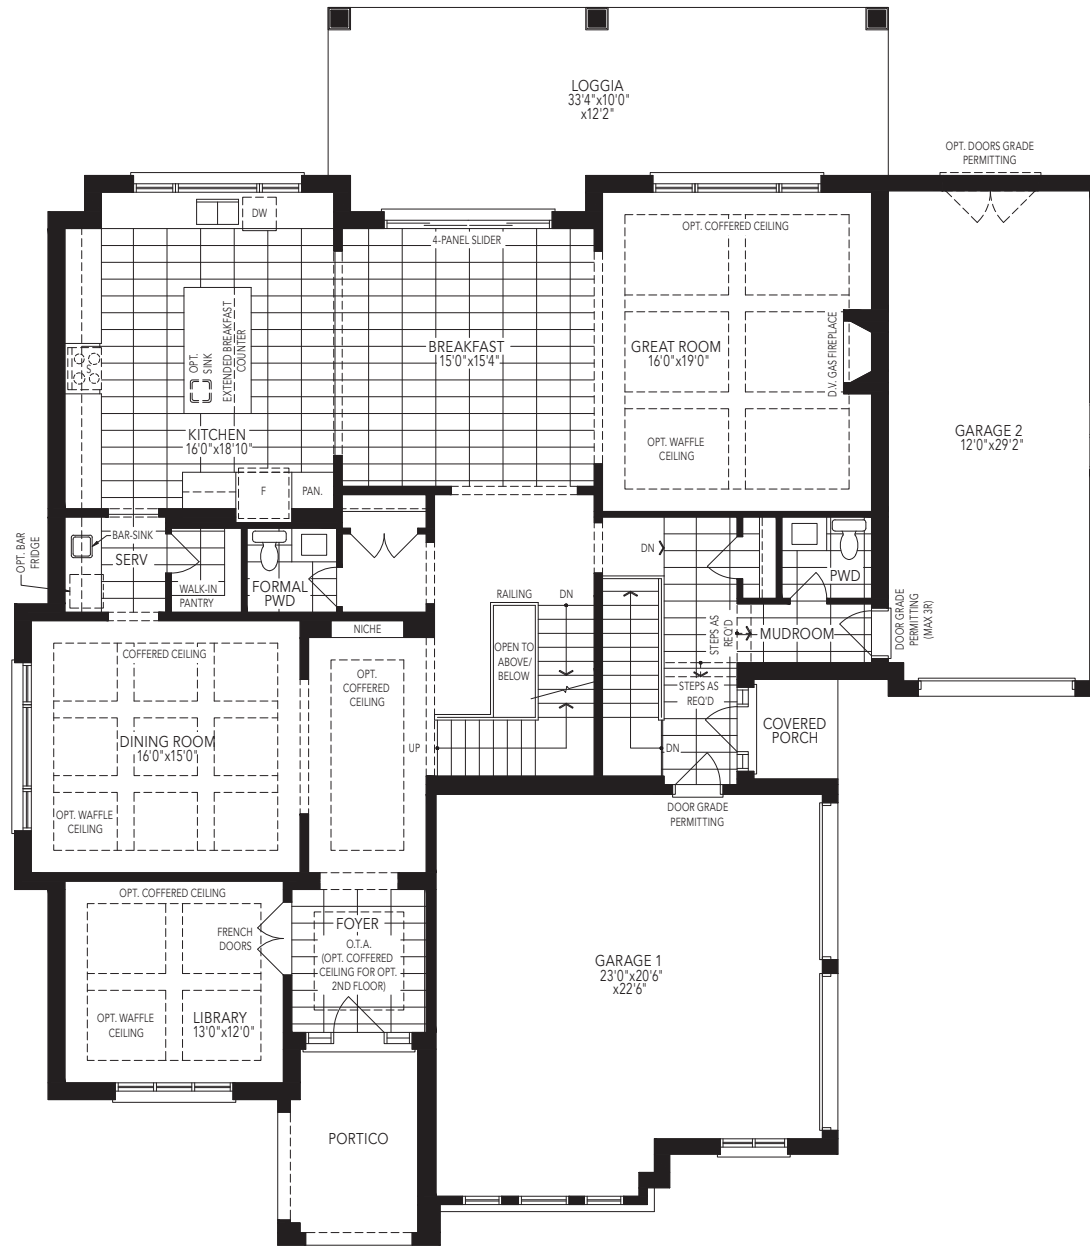 LOGGIA
33'4"x10'0"
x12'2"
OPT. DOORS GRADE
PERMITTING
DW
4-PANEL SLIDER
OPT. COFFERED CEILING
OPT.
SINK
EXTENDED BREAKFAST
COUNTER
S
BREAKFAST
15'0"x15'4"
GREAT ROOM
16'0"x19'0"
D.V. GAS FIREPLACE
KITCHEN
16'0"x18'10"
OPT. WAFFLE
CEILING
GARAGE 2
12'0"x29'2"
F
PAN.
OPT. BAR
FRIDGE
BAR-SINK
SERV
WALK-IN
PANTRY
FORMAL
PWD
DN
PWD
RAILING
DN
NICHE
OPEN TO
ABOVE/
BELOW
STEPS AS
REQ'D
MUDROOM
DOOR GRADE
PERMITTING
(MAX 3R)
COFFERED CEILING
OPT.
COFFERED
CEILING
STEPS AS
REQ'D
DINING ROOM
16'0"x15'0"
UP
DN
COVERED
PORCH
OPT. WAFFLE
CEILING
DOOR GRADE
PERMITTING
OPT. COFFERED CEILING
FRENCH
DOORS
FOYER
O.T.A.
(OPT. COFFERED
CEILING FOR OPT.
2ND FLOOR)
GARAGE 1
23'0"x20'6"
x22'6"
OPT. WAFFLE
CEILING
LIBRARY
13'0"x12'0"
PORTICO